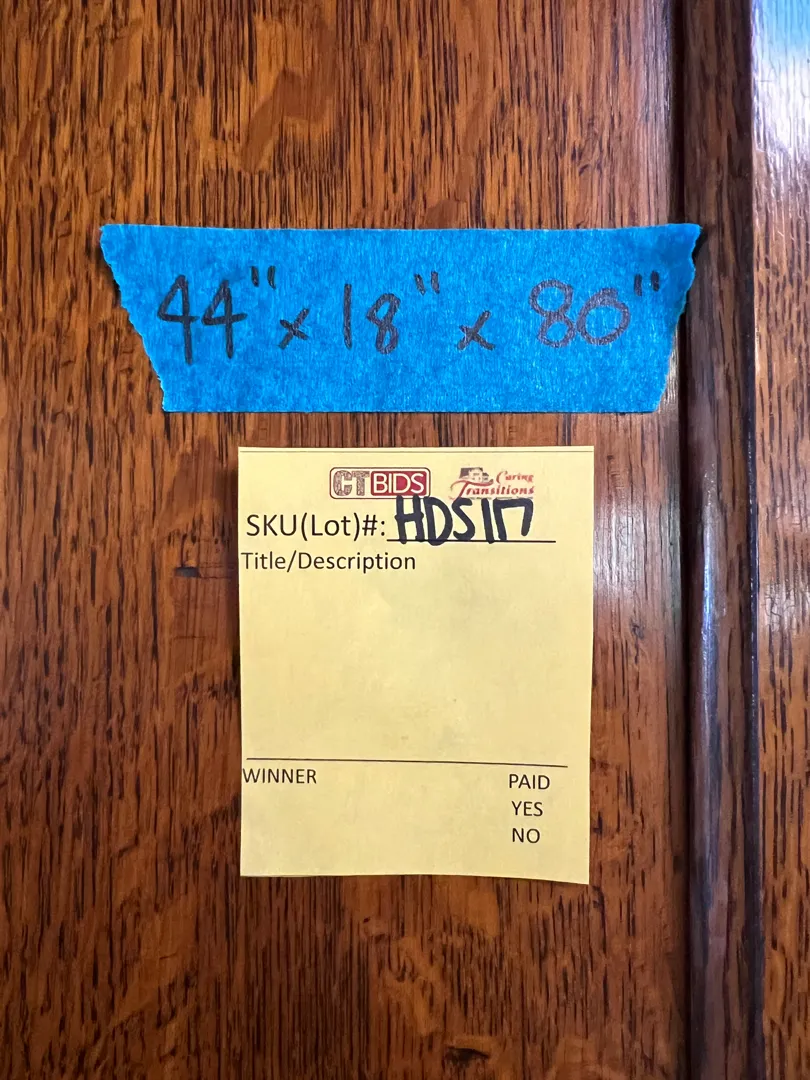 44" x 18" x 80"
CTBIDS Caring
Transitions
SKU(Lot)#: HDS117
Title/Description
WINNER PAID
YES
NO